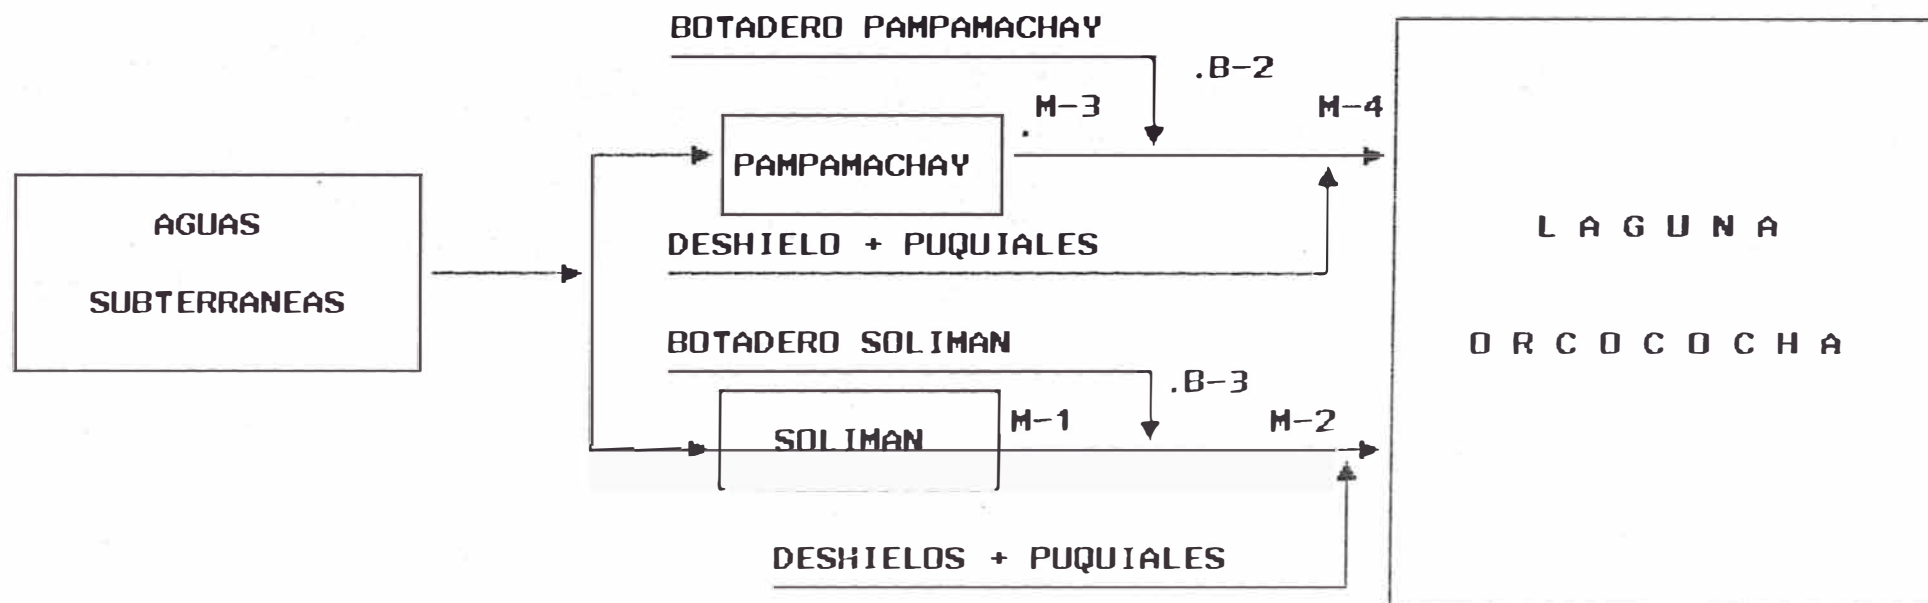 BOTADERO PAMPAMACHAY
.B-2
M-3
M-4
PAMPAMACHAY
AGUAS
SUBTERRANEAS
DESHIELO + PUQUIALES
LAGUNA
ORCOCOCHA
BOTADERO SOLIMAN
.B-3
M-1
M-2
SOLIMAN
DESHIELOS + PUQUIALES